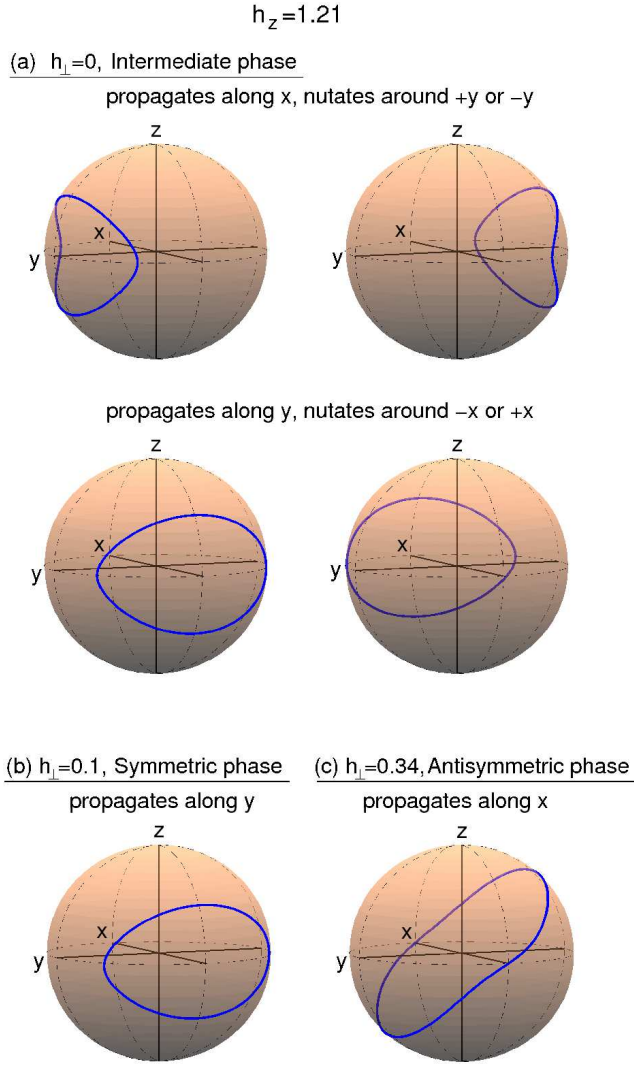 h_z=1.21
(a) h_⊥=0, Intermediate phase
propagates along x, nutates around +y or −y
z z
x x
y y
propagates along y, nutates around −x or +x
z z
x x
y y
(b) h_⊥=0.1, Symmetric phase (c) h_⊥=0.34, Antisymmetric phase
propagates along y propagates along x
z z
x x
y y